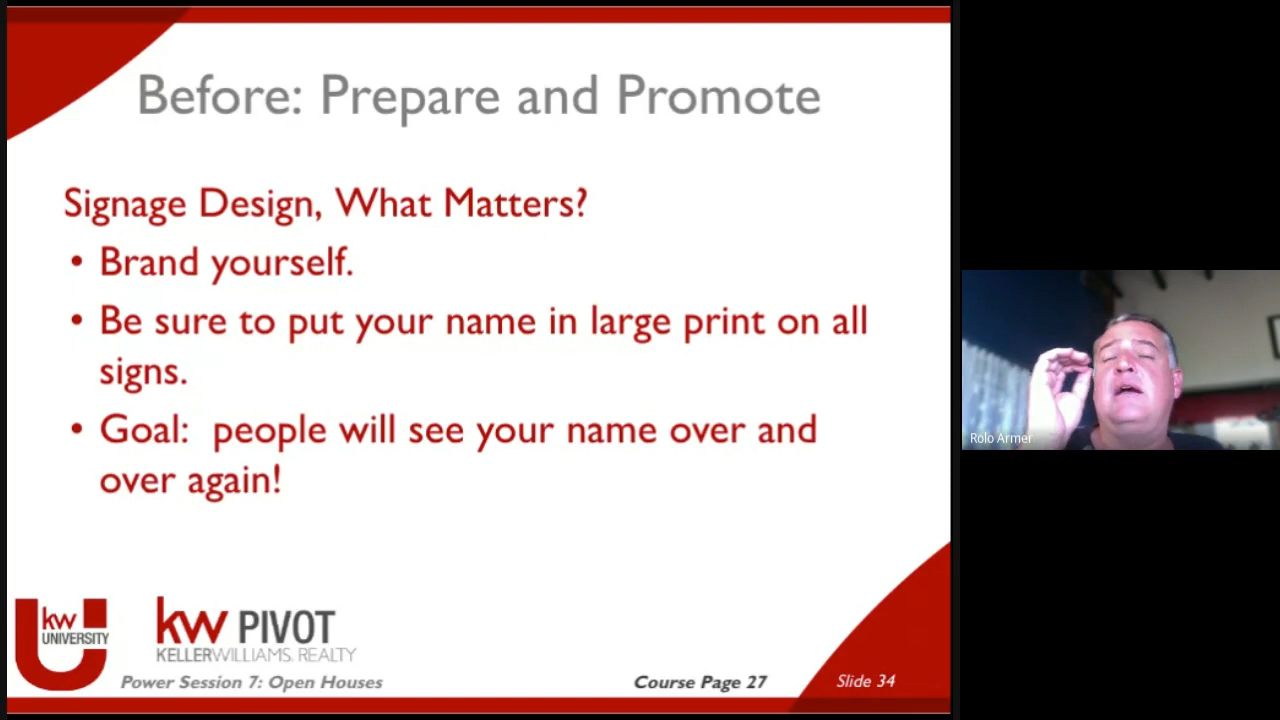 Before: Prepare and Promote
Signage Design, What Matters?
• Brand yourself.
• Be sure to put your name in large print on all
signs.
• Goal: people will see your name over and
over again!
kw
UNIVERSITY
kw PIVOT
KELLERWILLIAMS. REALTY
Power Session 7: Open Houses
Course Page 27
Slide 34
Rolo Armer